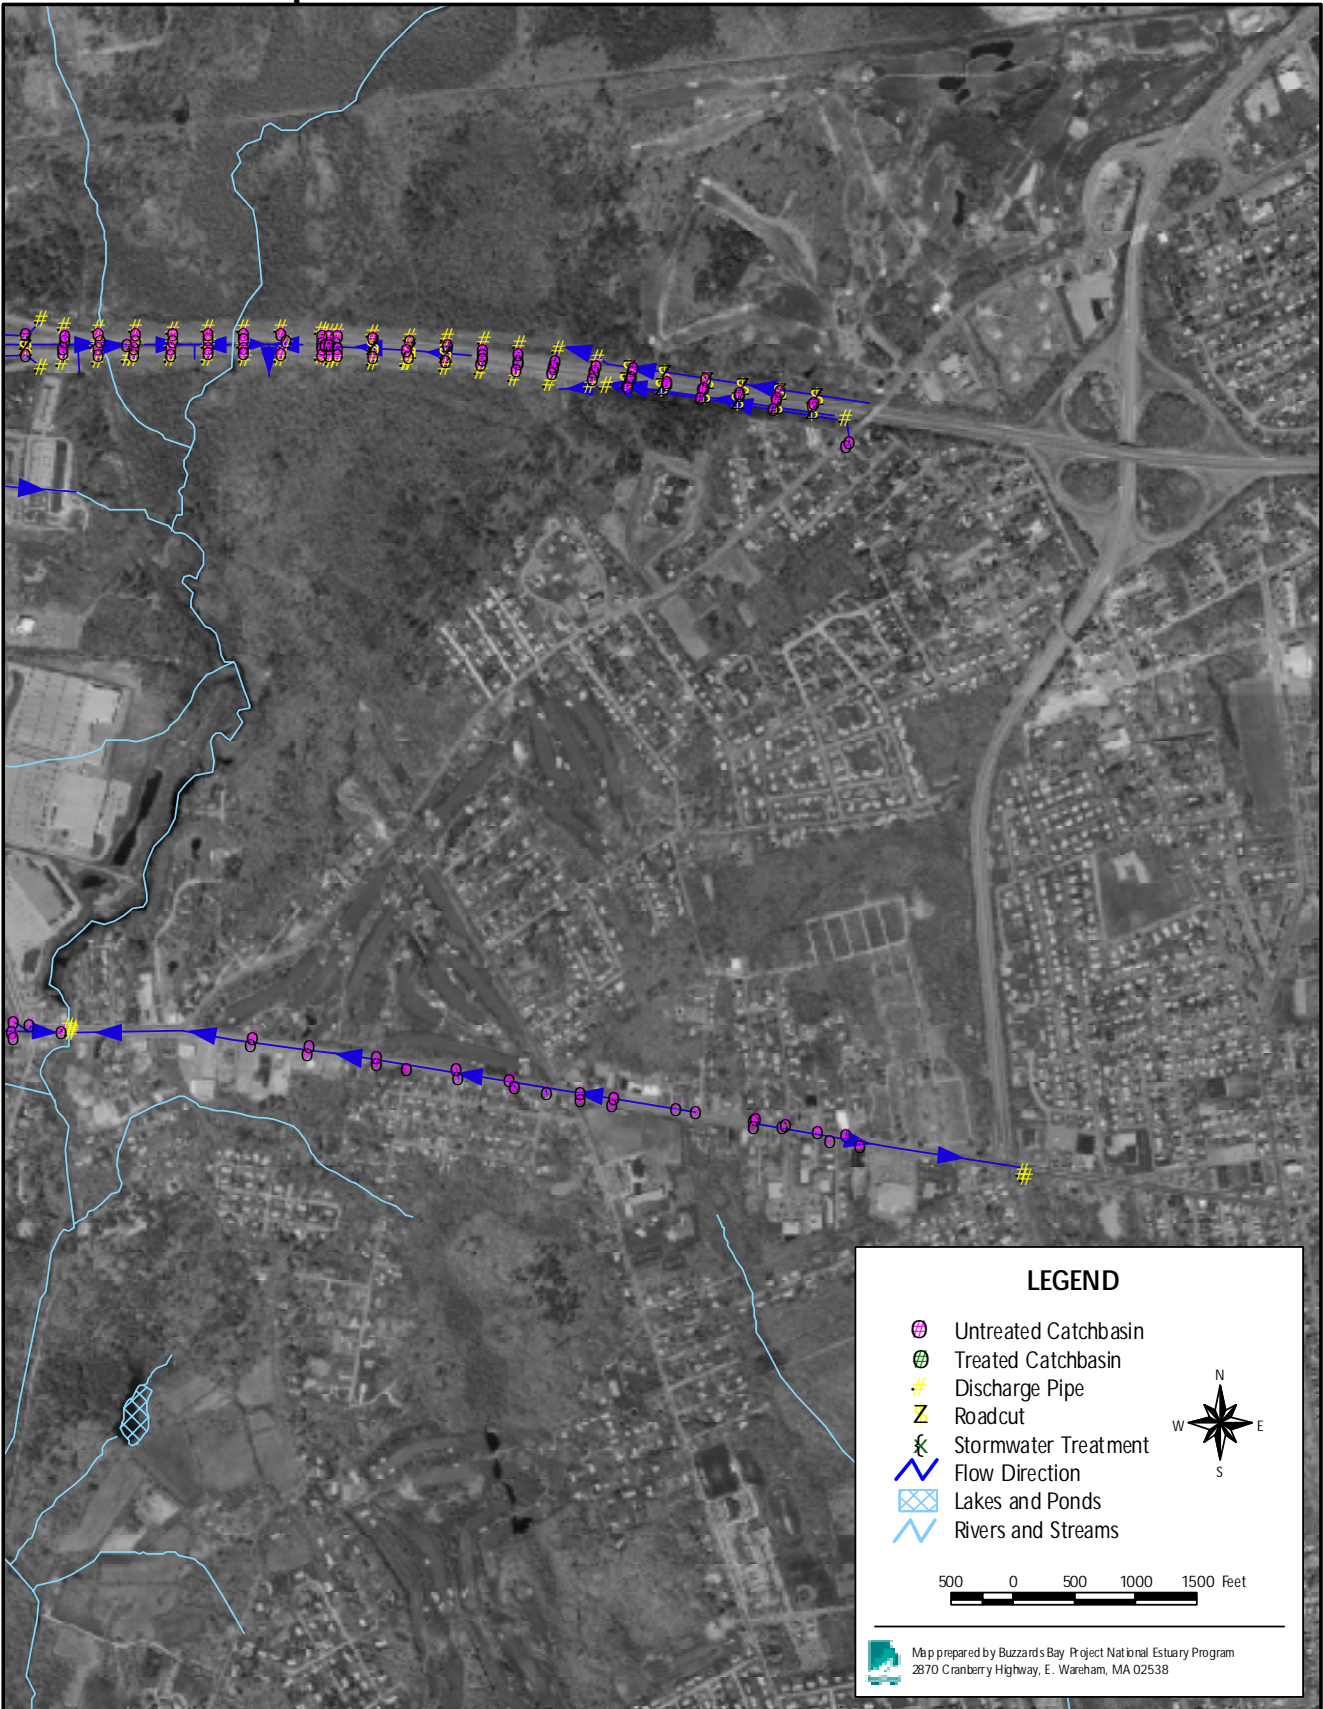 LEGEND
Untreated Catchbasin
Treated Catchbasin
Discharge Pipe
Roadcut
Stormwater Treatment
Flow Direction
Lakes and Ponds
Rivers and Streams
N
W E
S
500 0 500 1000 1500 Feet
Map prepared by Buzzards Bay Project National Estuary Program
2870 Cranberry Highway, E. Wareham, MA 02538